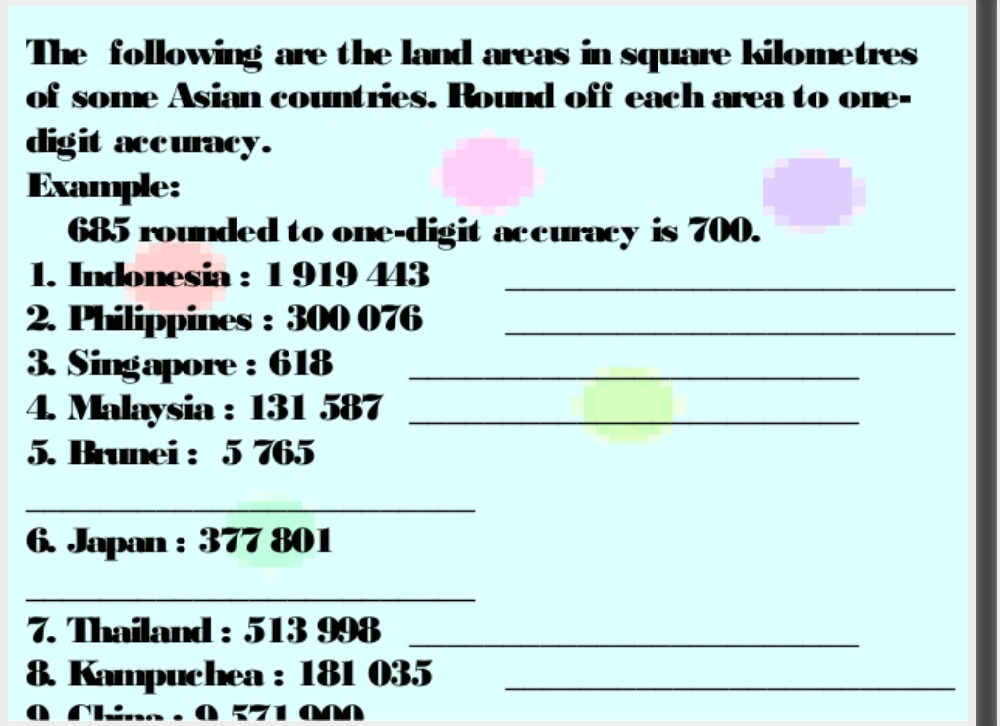 The following are the land areas in square kilometres
of some Asian countries. Round off each area to one-
digit accuracy.
Example:
685 rounded to one-digit accuracy is 700.
1. Indonesia : 1 919 443 ____________________
2. Philippines : 300 076 ____________________
3. Singapore : 618 ____________________
4. Malaysia : 131 587 ____________________
5. Brunei : 5 765
____________________
6. Japan : 377 801
____________________
7. Thailand : 513 998 ____________________
8. Kampuchea : 181 035 ____________________
9. China : 9 571 900